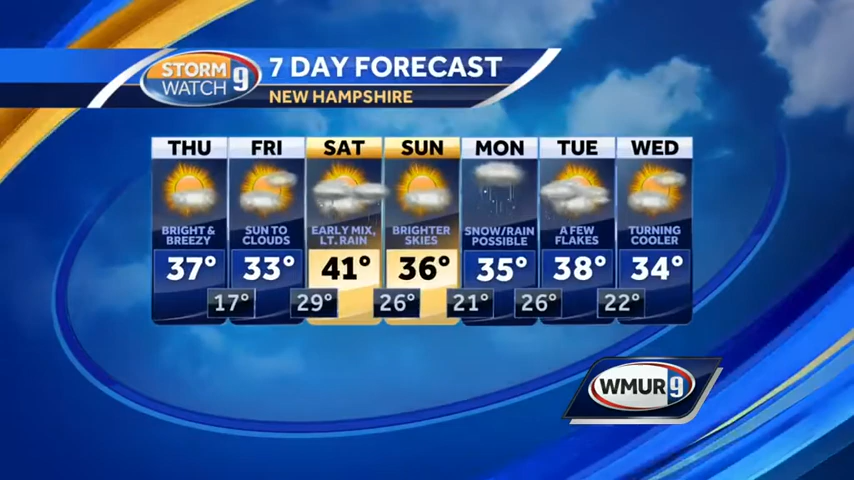 STORM
WATCH 9
7 DAY FORECAST
NEW HAMPSHIRE
THU FRI SAT SUN MON TUE WED
BRIGHT & BREEZY
SUN TO CLOUDS
EARLY MIX, LT. RAIN
BRIGHTER SKIES
SNOW/RAIN POSSIBLE
A FEW FLAKES
TURNING COOLER
37° 33° 41° 36° 35° 38° 34°
17° 29° 26° 21° 26° 22°
WMUR 9